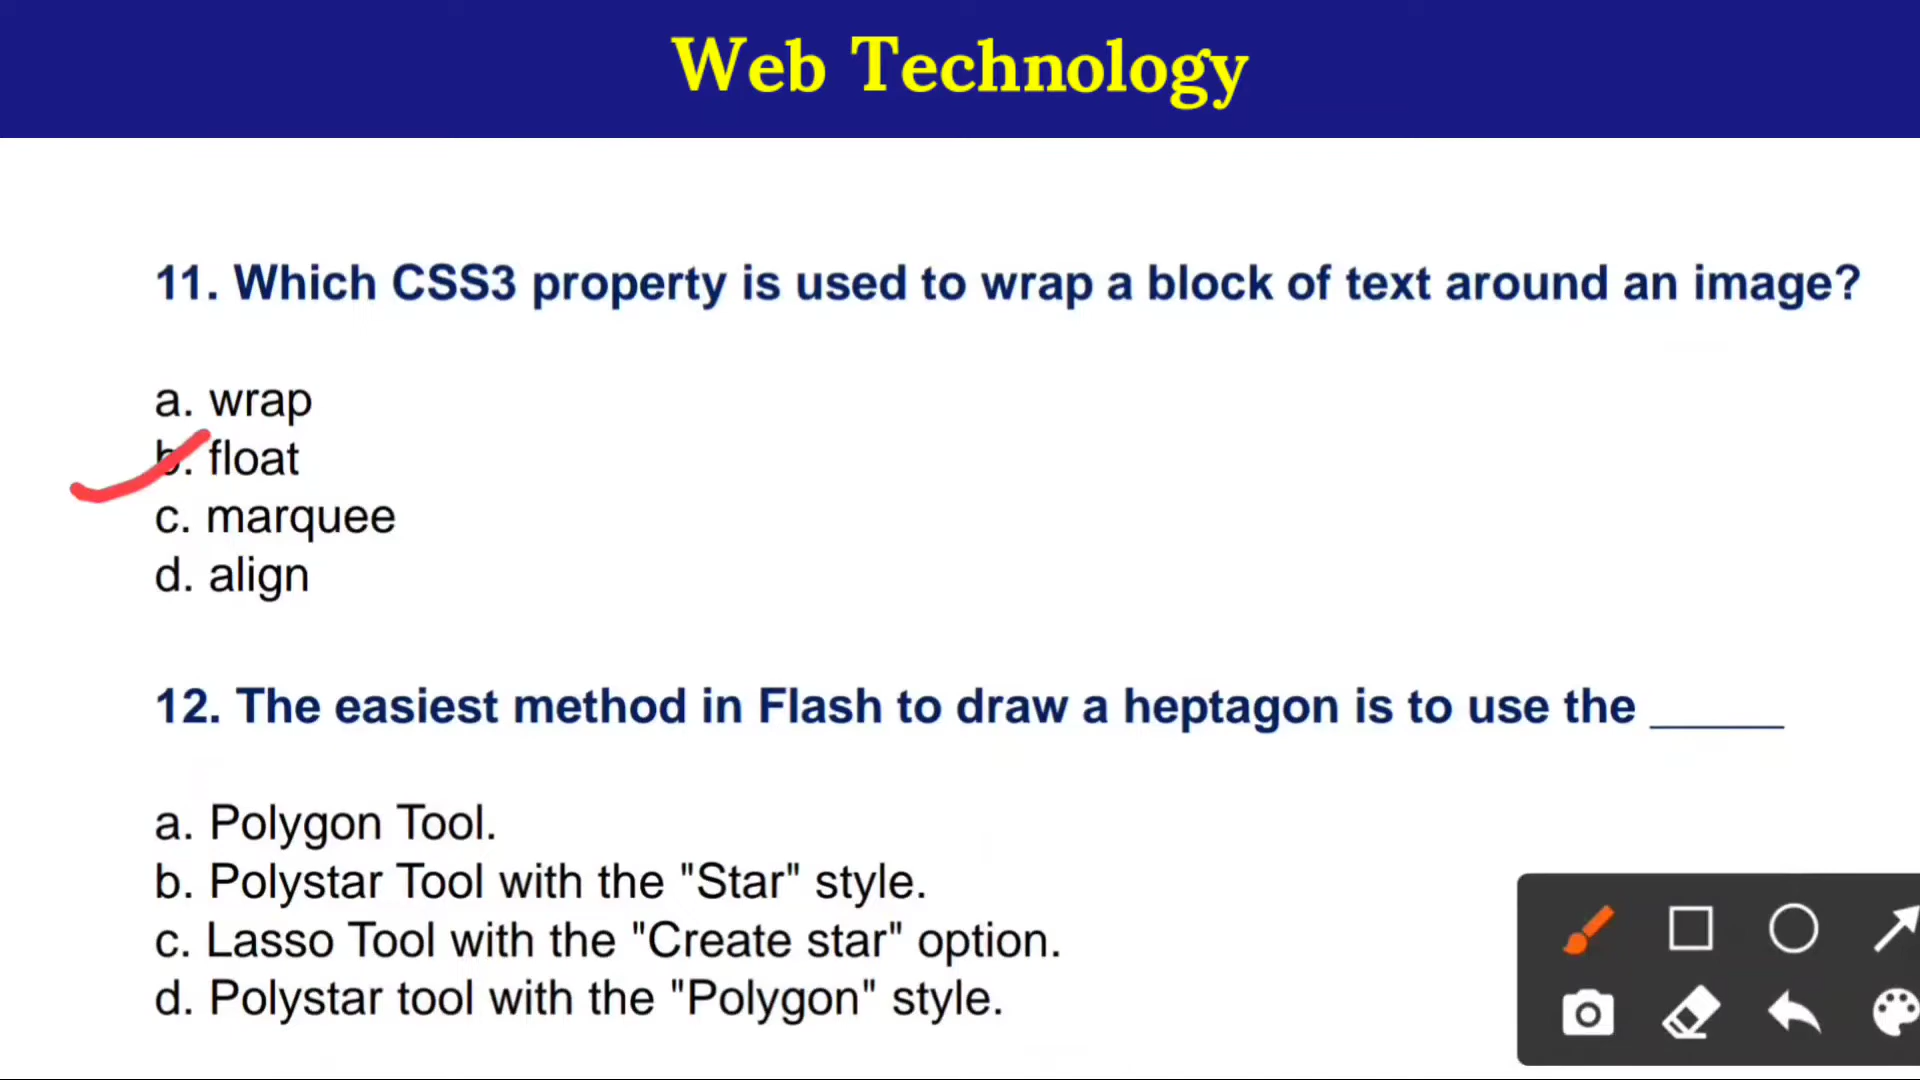 Web Technology
11. Which CSS3 property is used to wrap a block of text around an image?
a. wrap
b. float
c. marquee
d. align
12. The easiest method in Flash to draw a heptagon is to use the _____
a. Polygon Tool.
b. Polystar Tool with the "Star" style.
c. Lasso Tool with the "Create star" option.
d. Polystar tool with the "Polygon" style.